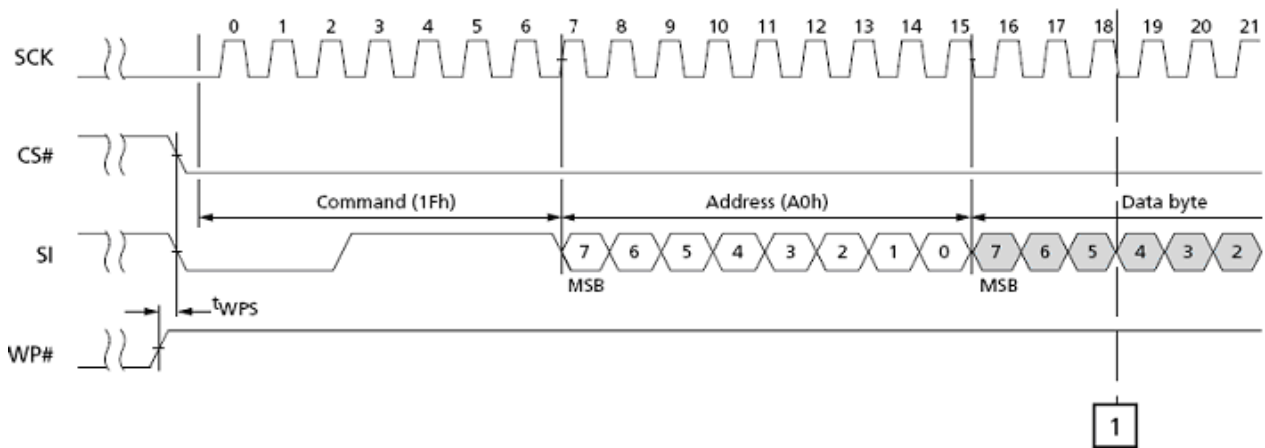 0 1 2 3 4 5 6 7 8 9 10 11 12 13 14 15 16 17 18 19 20 21
SCK
CS#
Command (1Fh) Address (A0h) Data byte
SI 7 6 5 4 3 2 1 0 7 6 5 4 3 2
MSB MSB
tWPS
WP#
1